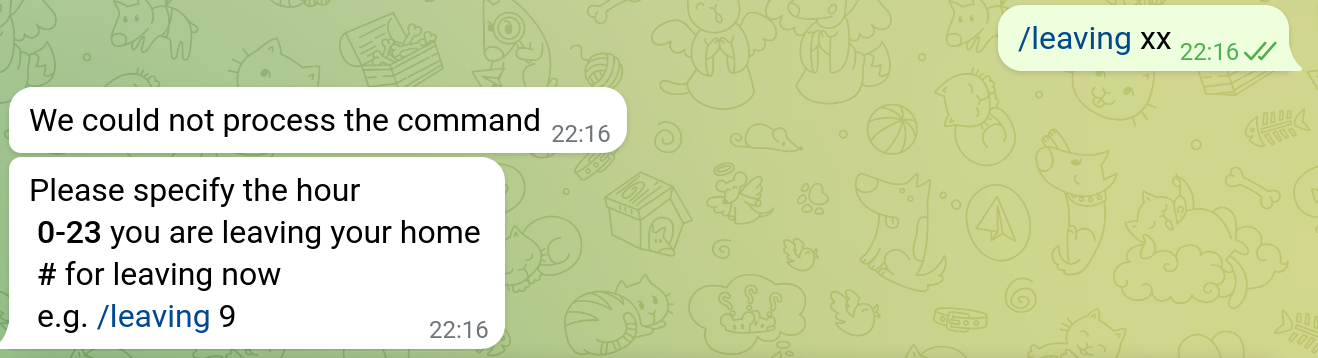 /leaving xx 22:16
We could not process the command 22:16
Please specify the hour
0-23 you are leaving your home
# for leaving now
e.g. /leaving 9 22:16